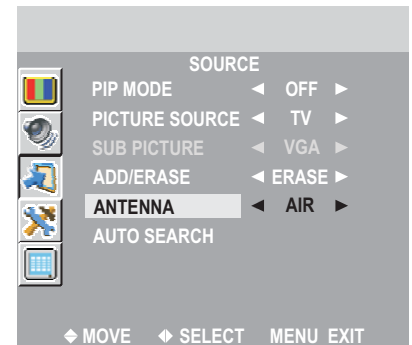 SOURCE
PIP MODE ◄ OFF ►
PICTURE SOURCE ◄ TV ►
SUB PICTURE ◄ VGA ►
ADD/ERASE ◄ ERASE ►
ANTENNA ◄ AIR ►
AUTO SEARCH
MOVE SELECT MENU EXIT